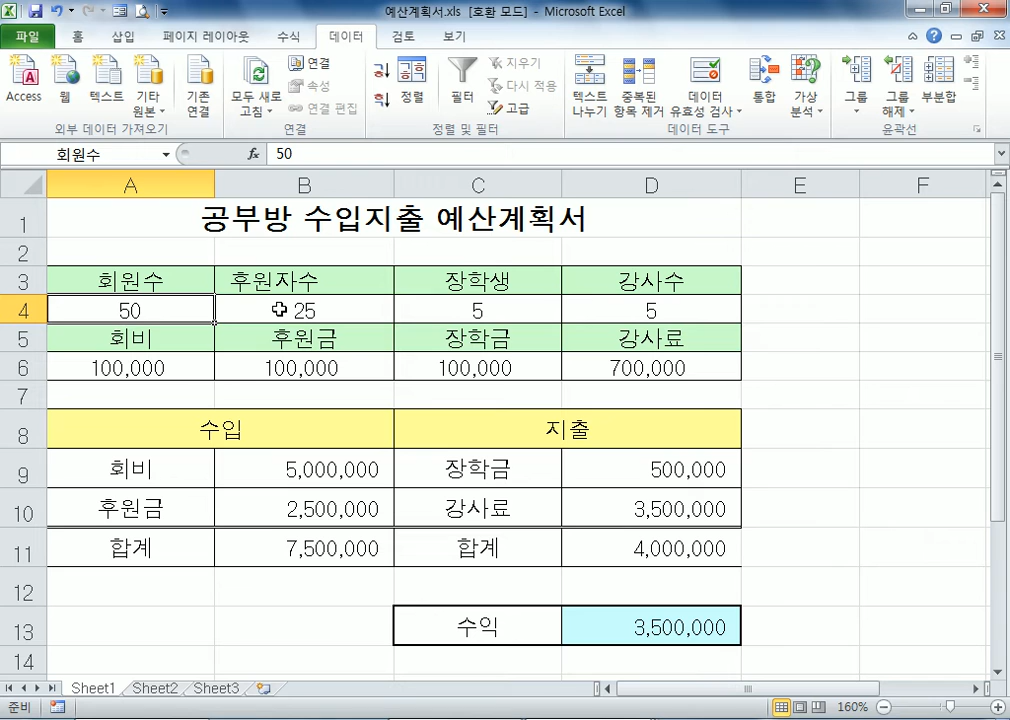 예산계획서.xls [호환 모드] - Microsoft Excel
파일 홈 삽입 페이지 레이아웃 수식 데이터 검토 보기
Access 웹 텍스트 기타 원본 기존 연결
외부 데이터 가져오기
모두 새로 고침 연결 속성 연결 편집
연결
정렬 필터 지우기 다시 적용 고급
정렬 및 필터
텍스트 나누기 중복된 항목 제거 데이터 유효성 검사 통합 가상 분석
데이터 도구
그룹 그룹 해제 부분합
윤곽선
회원수 fx 50
A B C D E F
1 공부방 수입지출 예산계획서
2
3 회원수 후원자수 장학생 강사수
4 50 25 5 5
5 회비 후원금 장학금 강사료
6 100,000 100,000 100,000 700,000
7
8 수입 지출
9 회비 5,000,000 장학금 500,000
10 후원금 2,500,000 강사료 3,500,000
11 합계 7,500,000 합계 4,000,000
12
13 수익 3,500,000
14
Sheet1 Sheet2 Sheet3
준비 160%